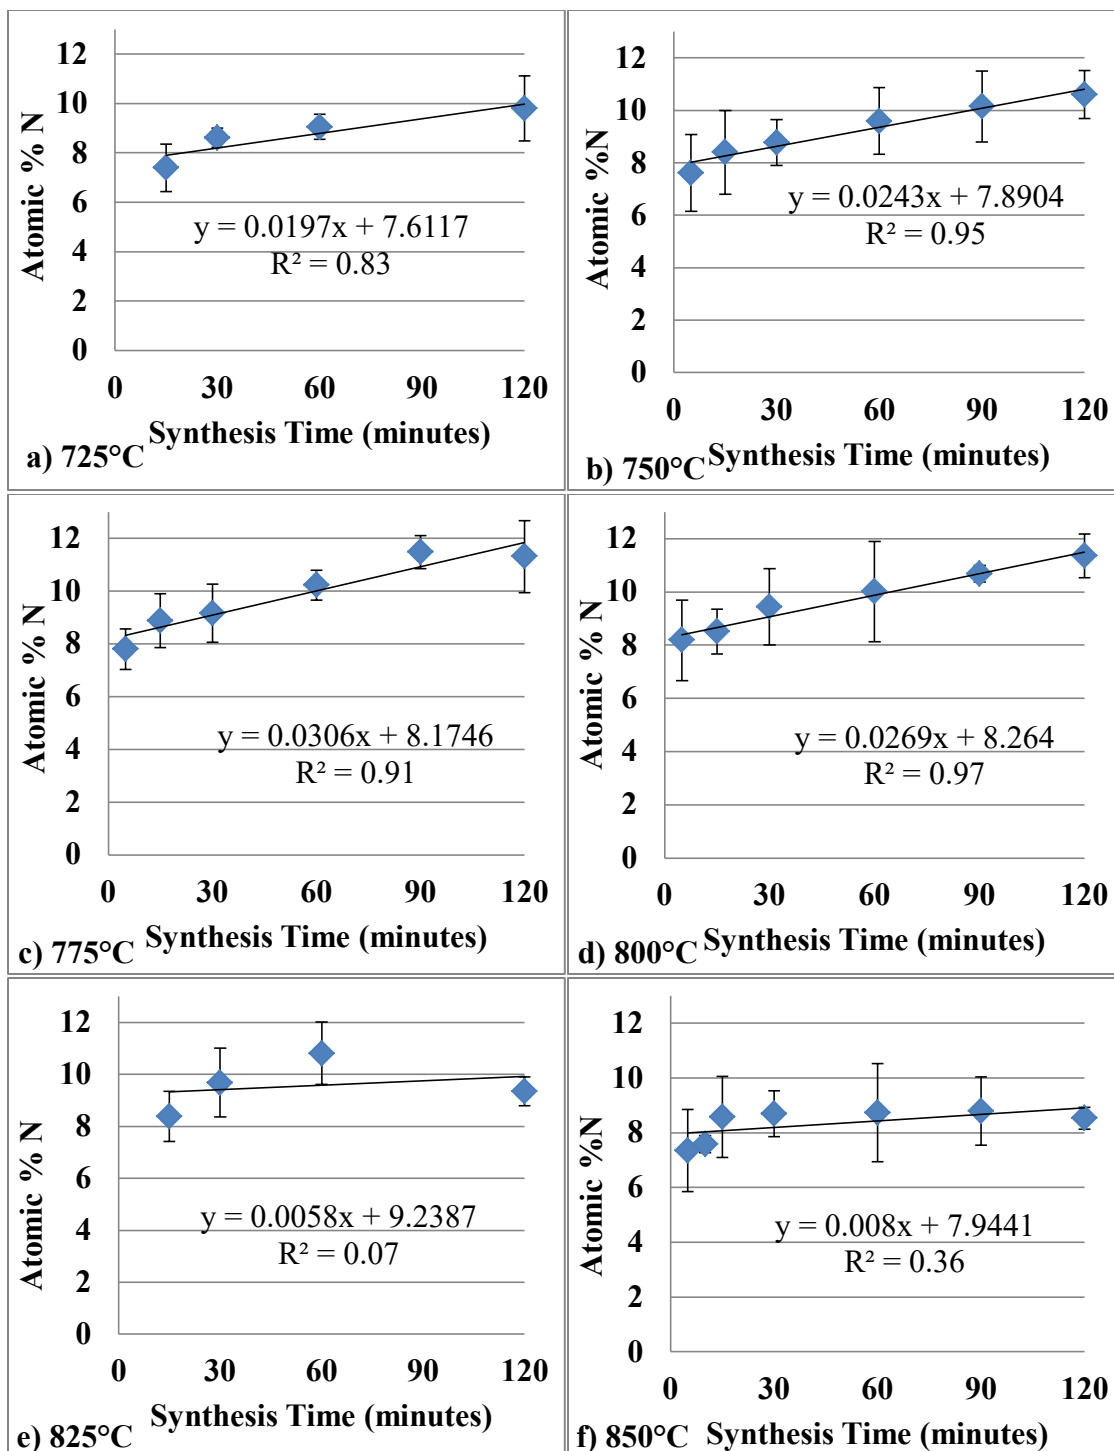 12
10
8
6
4
2
0
0 30 60 90 120
Atomic % N
y = 0.0197x + 7.6117
R² = 0.83
Synthesis Time (minutes)
a) 725°C
12
10
8
6
4
2
0
0 30 60 90 120
Atomic %N
y = 0.0243x + 7.8904
R² = 0.95
Synthesis Time (minutes)
b) 750°C
12
10
8
6
4
2
0
0 30 60 90 120
Atomic % N
y = 0.0306x + 8.1746
R² = 0.91
Synthesis Time (minutes)
c) 775°C
12
10
8
6
4
2
0
0 30 60 90 120
Atomic % N
y = 0.0269x + 8.264
R² = 0.97
Synthesis Time (minutes)
d) 800°C
12
10
8
6
4
2
0
0 30 60 90 120
Atomic % N
y = 0.0058x + 9.2387
R² = 0.07
Synthesis Time (minutes)
e) 825°C
12
10
8
6
4
2
0
0 30 60 90 120
Atomic %N
y = 0.008x + 7.9441
R² = 0.36
Synthesis Time (minutes)
f) 850°C